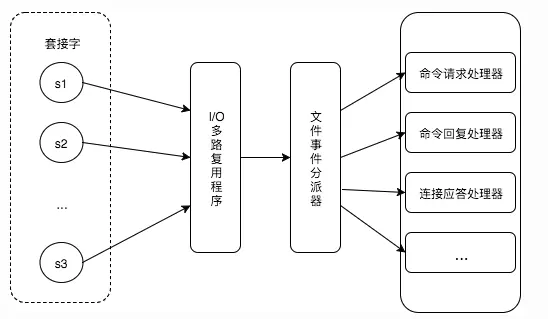 套接字
s1
s2
...
s3
I/O
多
路
复
用
程
序
文
件
事
件
分
派
器
命令请求处理器
命令回复处理器
连接应答处理器
...